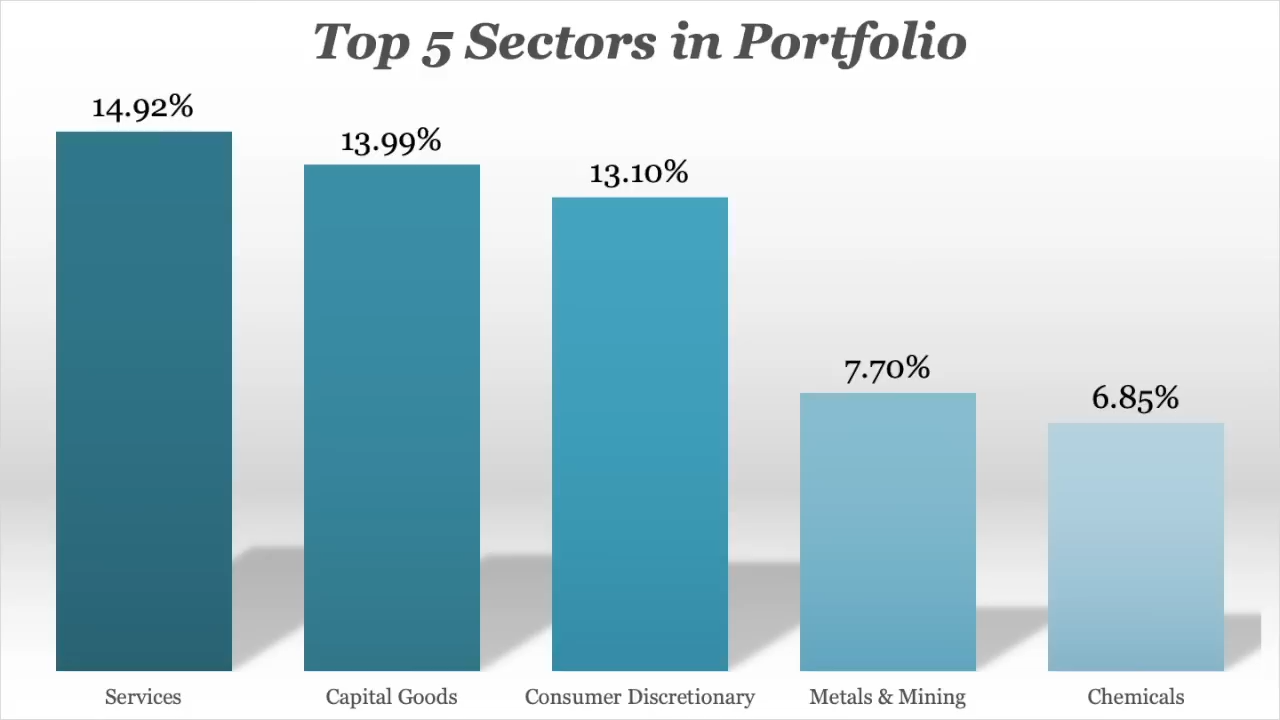 Top 5 Sectors in Portfolio
14.92%
13.99%
13.10%
7.70%
6.85%
Services
Capital Goods
Consumer Discretionary
Metals & Mining
Chemicals